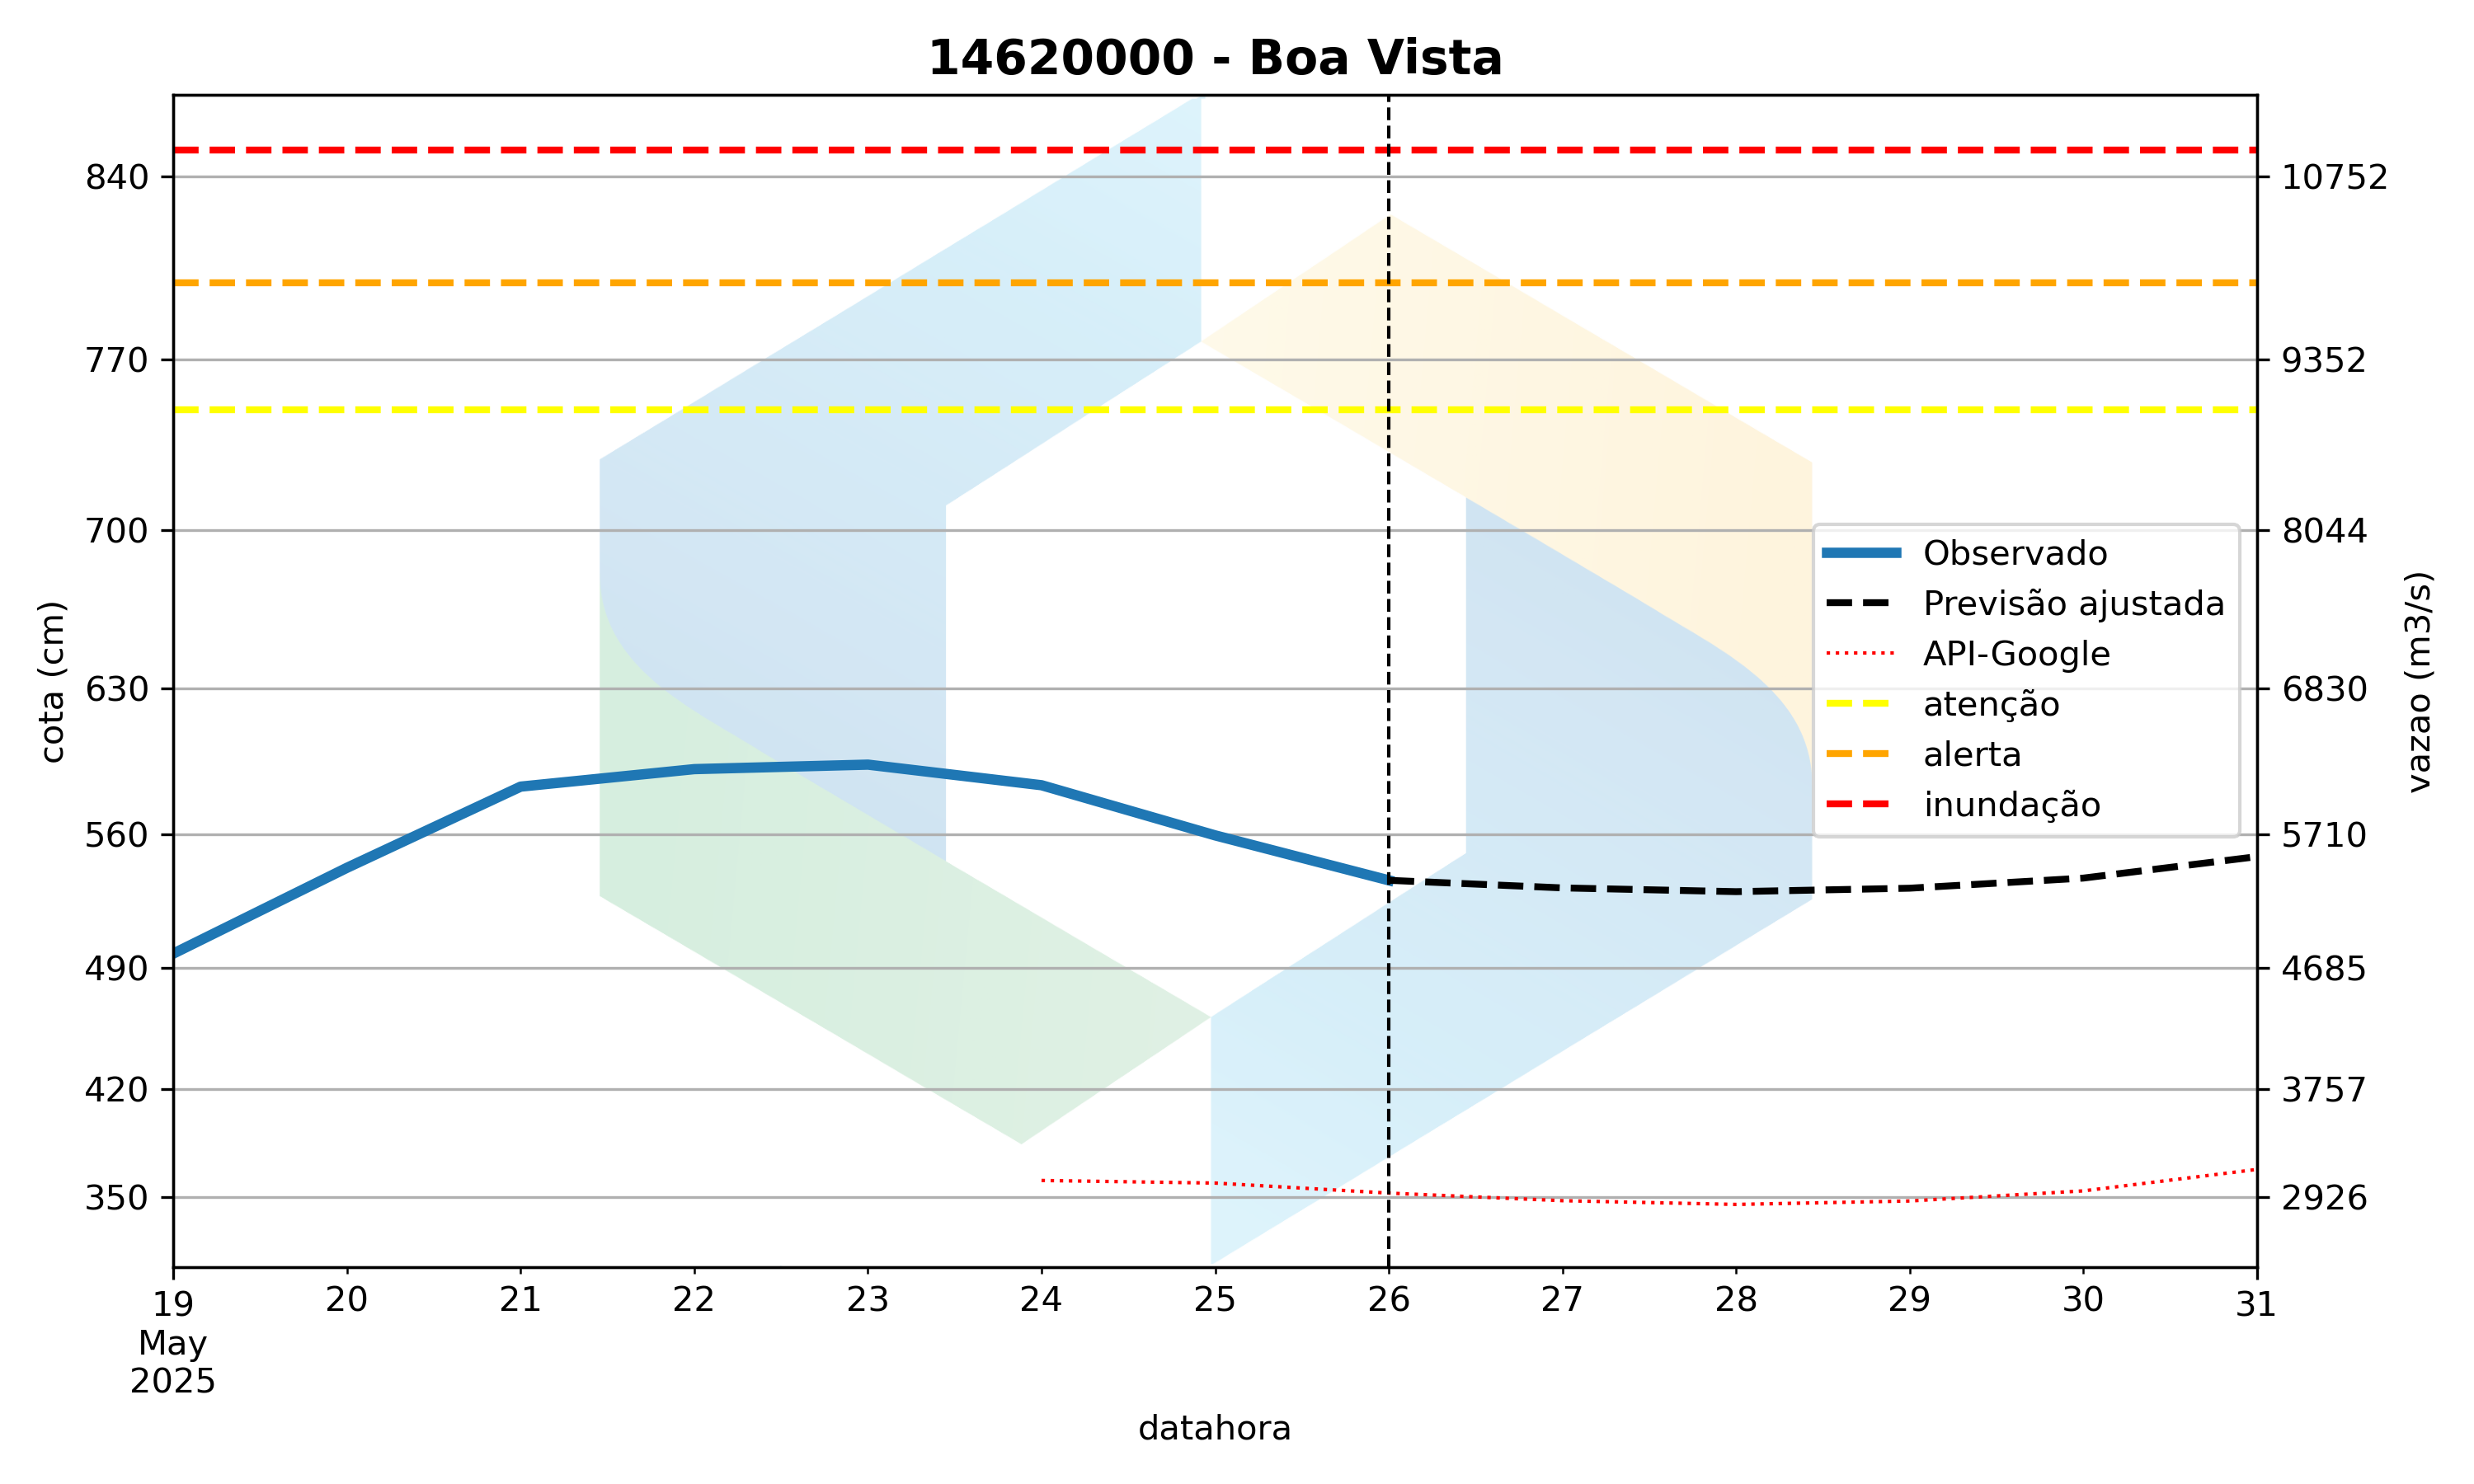 14620000 - Boa Vista
840
770
700
630
560
490
420
350
cota (cm)
10752
9352
8044
6830
5710
4685
3757
2926
vazao (m3/s)
Observado
Previsão ajustada
API-Google
atenção
alerta
inundação
19 20 21 22 23 24 25 26 27 28 29 30 31
May
2025
datahora